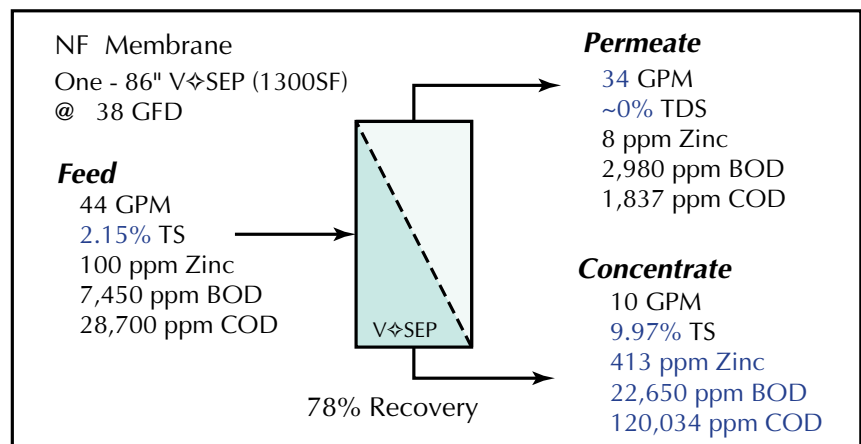 NF Membrane
One - 86" V✧SEP (1300SF)
@ 38 GFD
Feed
44 GPM
2.15% TS
100 ppm Zinc
7,450 ppm BOD
28,700 ppm COD
V✧SEP
78% Recovery
Permeate
34 GPM
~0% TDS
8 ppm Zinc
2,980 ppm BOD
1,837 ppm COD
Concentrate
10 GPM
9.97% TS
413 ppm Zinc
22,650 ppm BOD
120,034 ppm COD